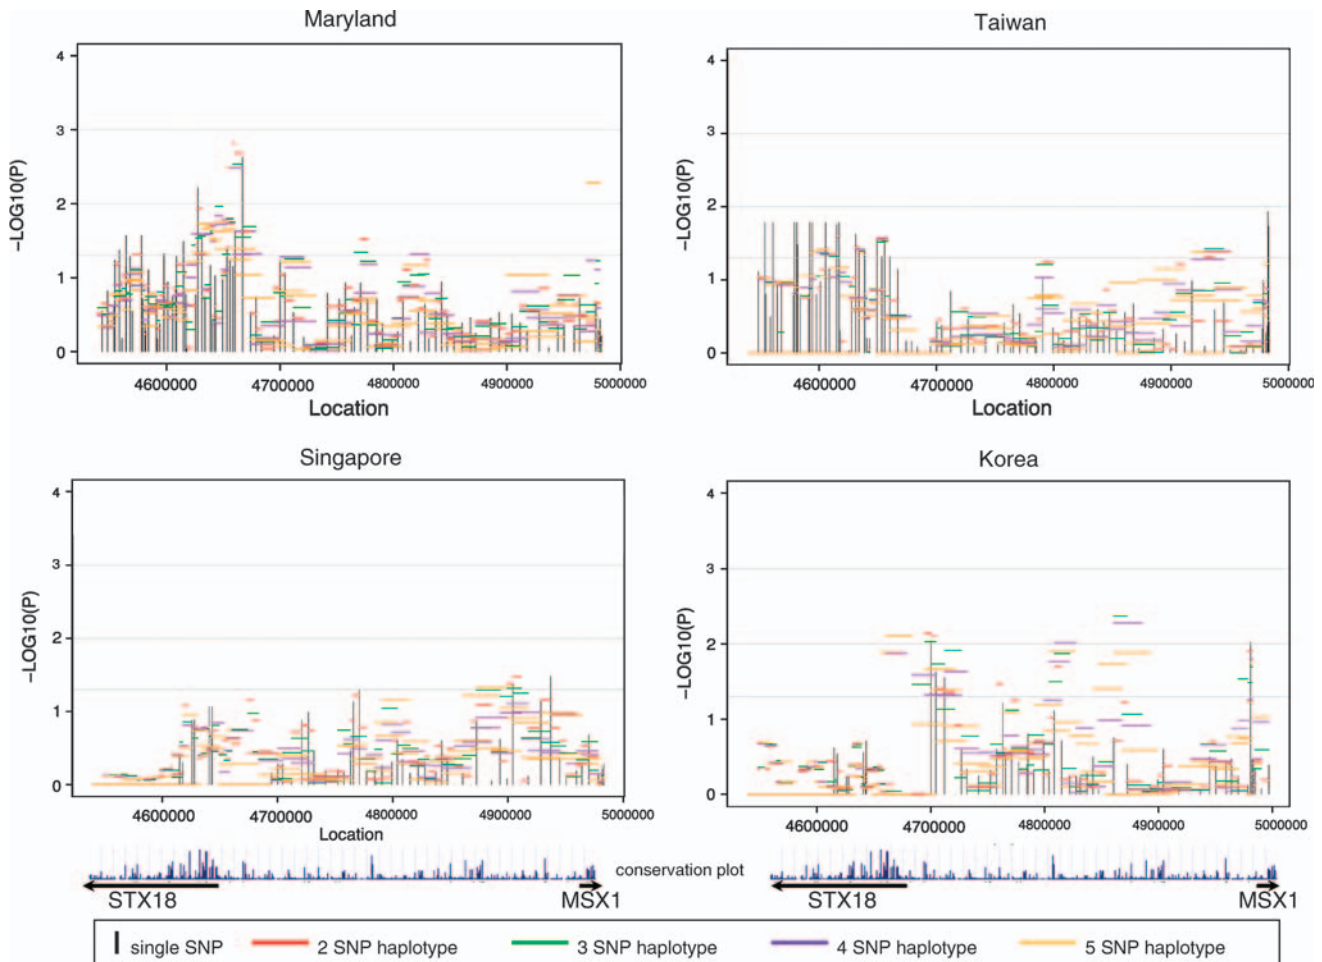 Maryland
Taiwan
4
3
2
1
0
−LOG10(P)
4600000 4700000 4800000 4900000 5000000
Location
4
3
2
1
0
−LOG10(P)
4600000 4700000 4800000 4900000 5000000
Location
Singapore
Korea
4
3
2
1
0
−LOG10(P)
4600000 4700000 4800000 4900000 5000000
Location
4
3
2
1
0
−LOG10(P)
4600000 4700000 4800000 4900000 5000000
conservation plot
STX18 MSX1 STX18 MSX1
single SNP 2 SNP haplotype 3 SNP haplotype 4 SNP haplotype 5 SNP haplotype